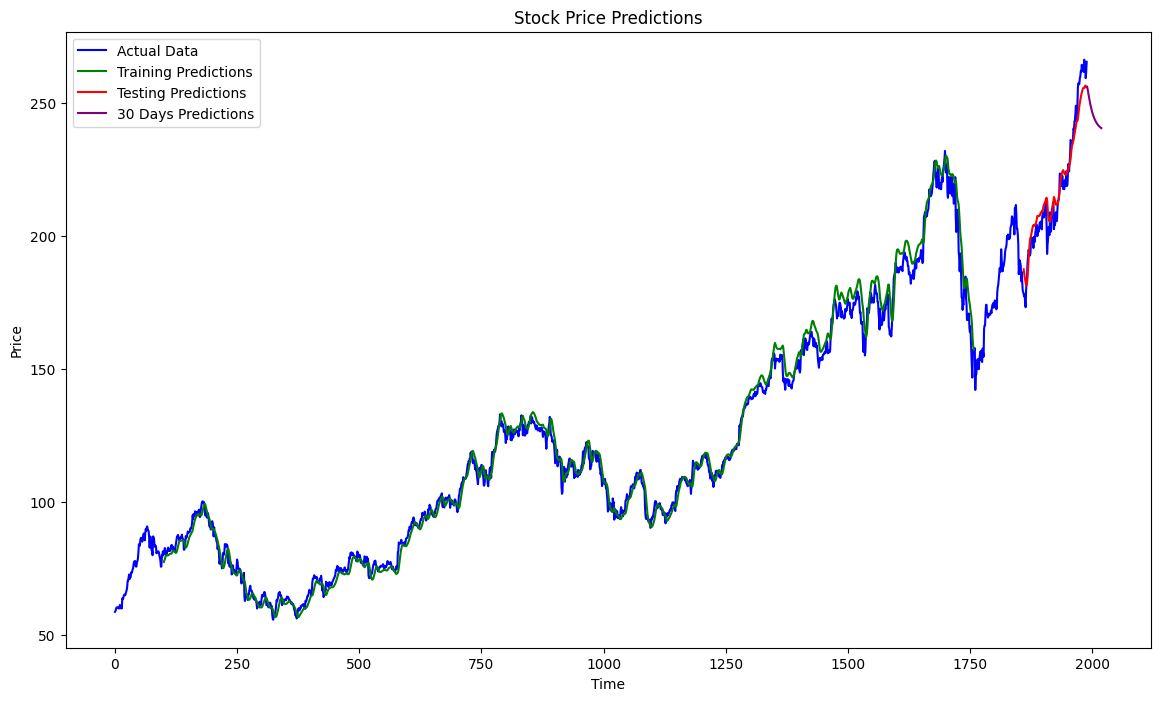 Stock Price Predictions
Actual Data
Training Predictions
Testing Predictions
30 Days Predictions
Price
250
200
150
100
50
0 250 500 750 1000 1250 1500 1750 2000
Time